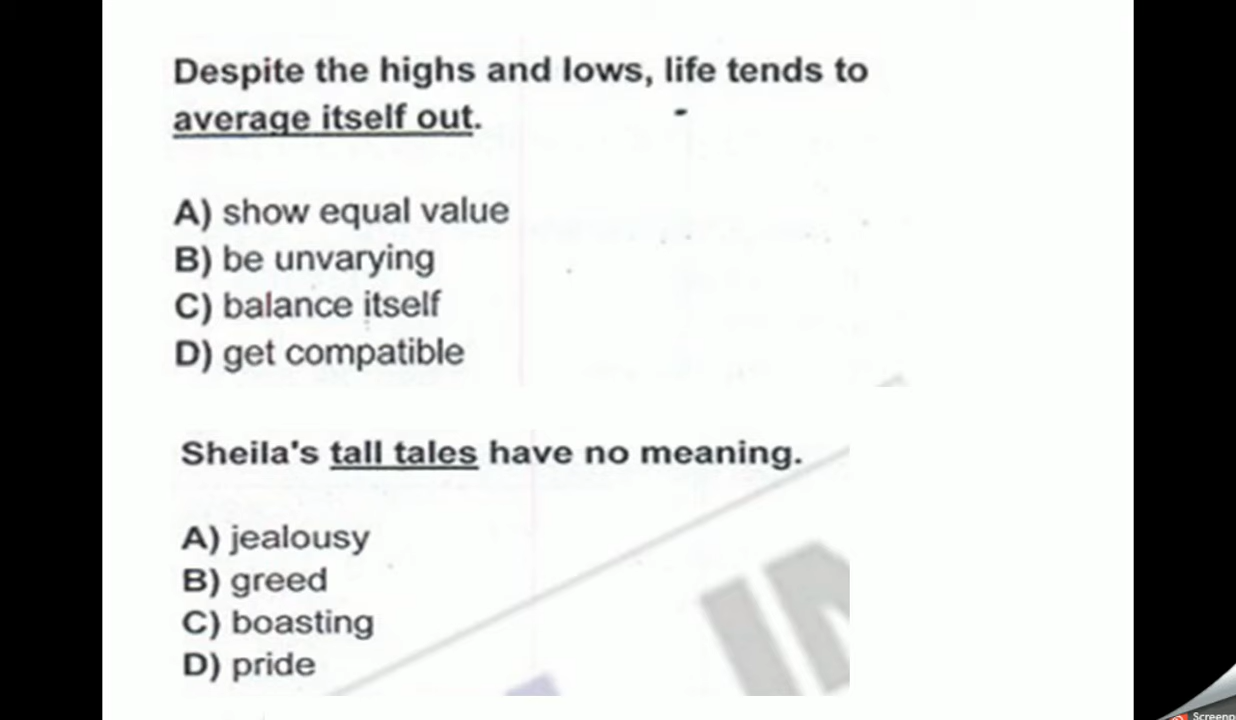 Despite the highs and lows, life tends to
average itself out.
A) show equal value
B) be unvarying
C) balance itself
D) get compatible
Sheila's tall tales have no meaning.
A) jealousy
B) greed
C) boasting
D) pride